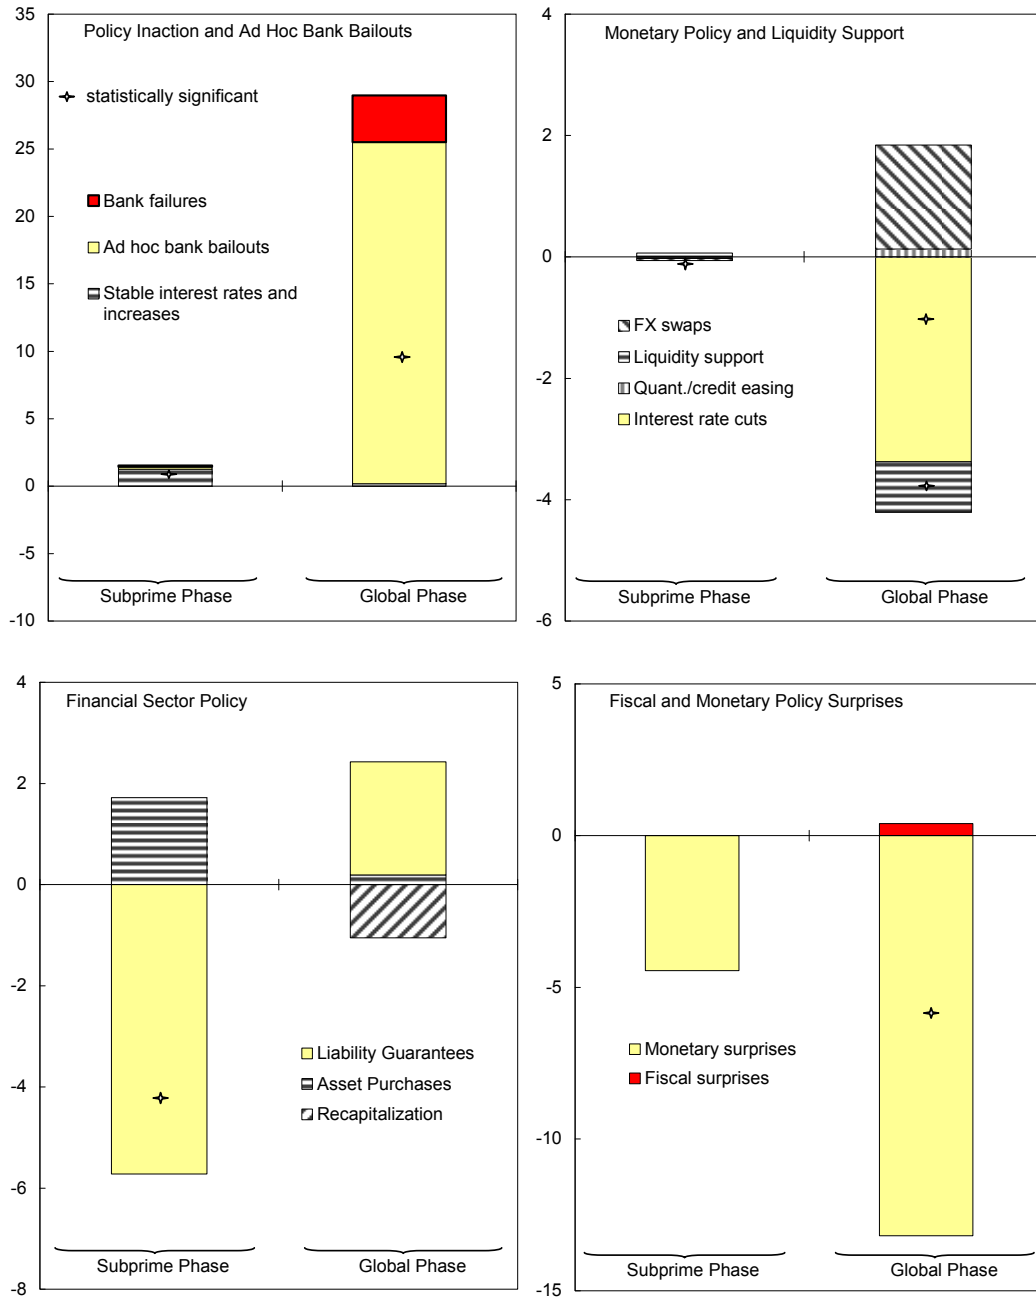 Policy Inaction and Ad Hoc Bank Bailouts
35
30
25
20
15
10
5
0
-5
-10
statistically significant
Bank failures
Ad hoc bank bailouts
Stable interest rates and
increases
Subprime Phase
Global Phase
Monetary Policy and Liquidity Support
4
2
0
-2
-4
-6
FX swaps
Liquidity support
Quant./credit easing
Interest rate cuts
Subprime Phase
Global Phase
Financial Sector Policy
4
2
0
-2
-4
-6
-8
Liability Guarantees
Asset Purchases
Recapitalization
Subprime Phase
Global Phase
Fiscal and Monetary Policy Surprises
5
0
-5
-10
-15
Monetary surprises
Fiscal surprises
Subprime Phase
Global Phase